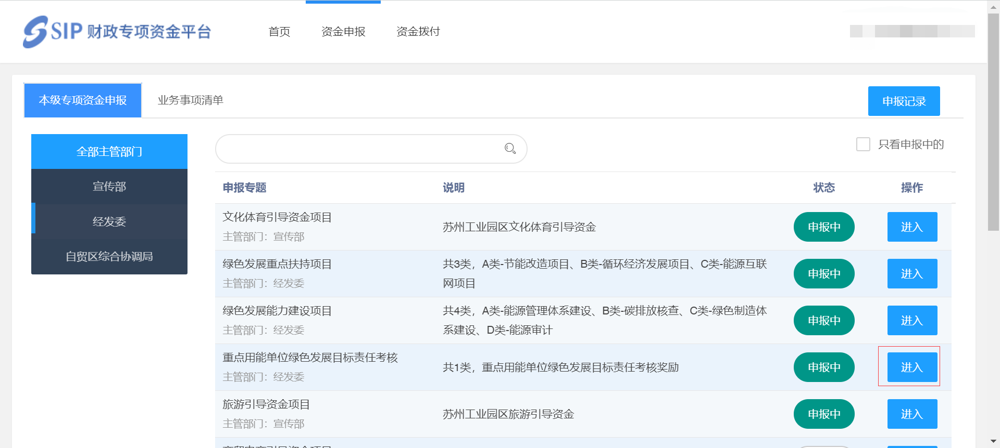 SIP 财政专项资金平台
首页 资金申报 资金拨付
本级专项资金申报 业务事项清单 申报记录
全部主管部门
宣传部
经发委
自贸区综合协调局
只看申报中的
申报专题 说明 状态 操作
文化体育引导资金项目
主管部门：宣传部
苏州工业园区文化体育引导资金
申报中 进入
绿色发展重点扶持项目
主管部门：经发委
共3类，A类-节能改造项目、B类-循环经济发展项目、C类-能源互联
网项目
申报中 进入
绿色发展能力建设项目
主管部门：经发委
共4类，A类-能源管理体系建设、B类-碳排放核查、C类-绿色制造体
系建设、D类-能源审计
申报中 进入
重点用能单位绿色发展目标责任考核
主管部门：经发委
共1类，重点用能单位绿色发展目标责任考核奖励
申报中 进入
旅游引导资金项目
主管部门：宣传部
苏州工业园区旅游引导资金
申报中 进入